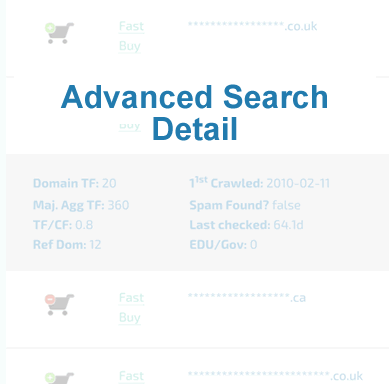 Fast ****************.co.uk
Buy
Advanced Search
Detail
Buy
Domain TF: 20 1st Crawled: 2010-02-11
Maj. Agg TF: 360 Spam Found? false
TF/CF: 0.8 Last checked: 64.1d
Ref Dom: 12 EDU/Gov: 0
Fast ******************.ca
Buy
Fast *************************.co.uk